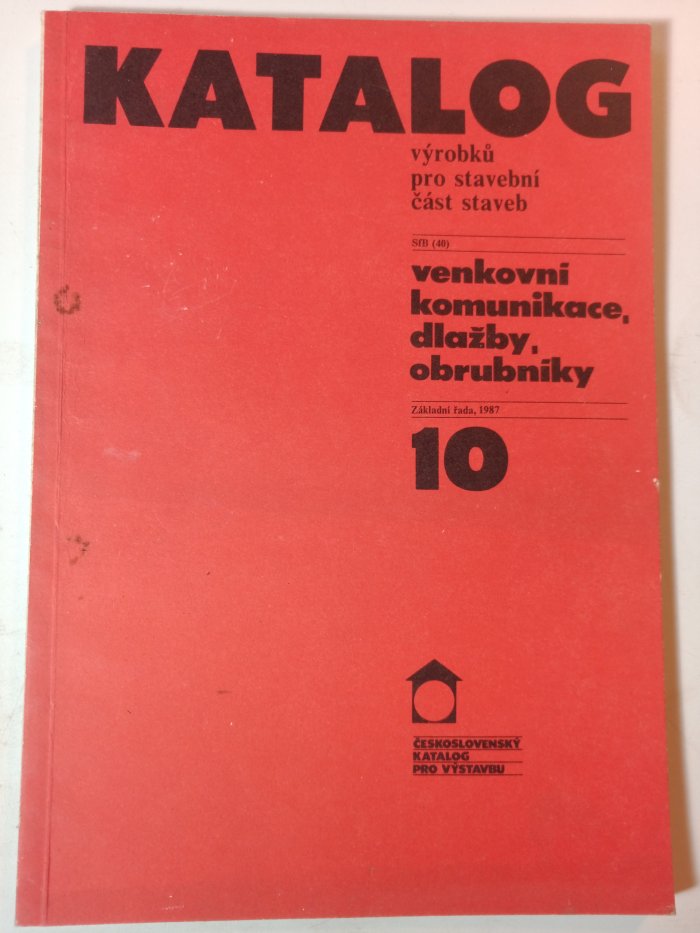 KATALOG
výrobků
pro stavební
část staveb
SfB (40)
venkovní
komunikace,
dlažby,
obrubníky
Základní řada, 1987
10
ČESKOSLOVENSKÝ
KATALOG
PRO VÝSTAVBU